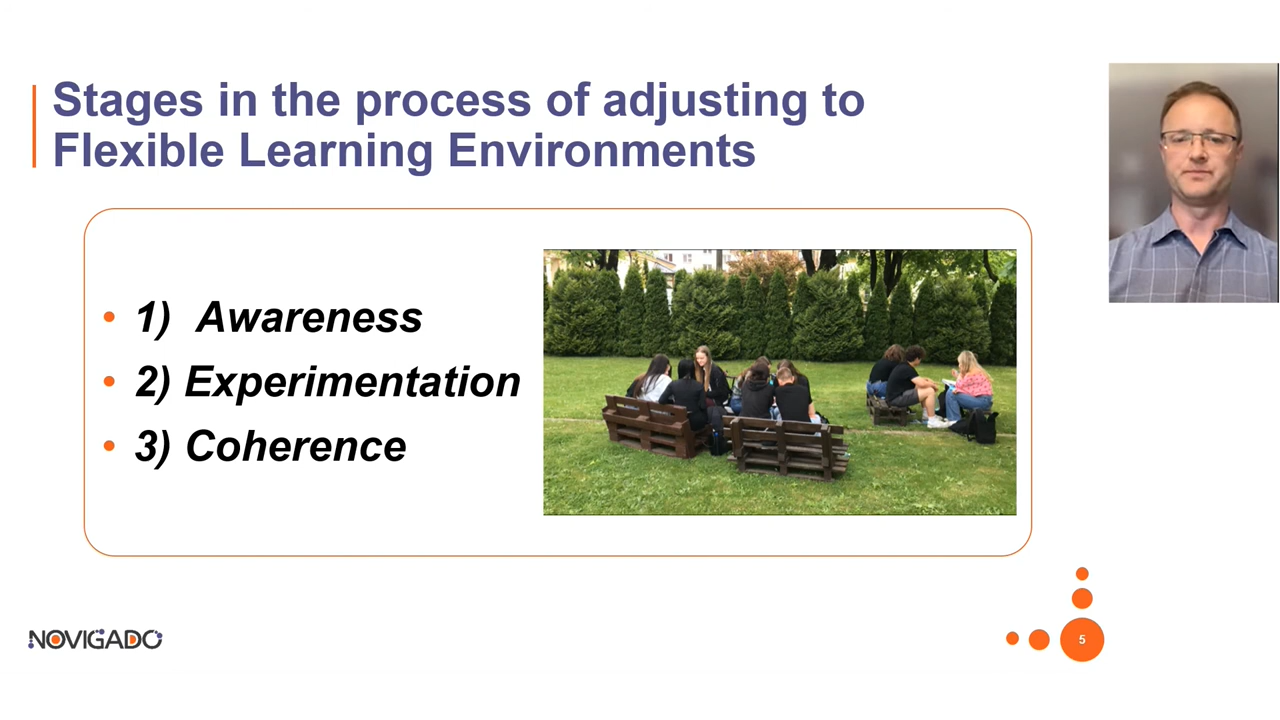 Stages in the process of adjusting to
Flexible Learning Environments
• 1) Awareness
• 2) Experimentation
• 3) Coherence
NOVIGADO
5